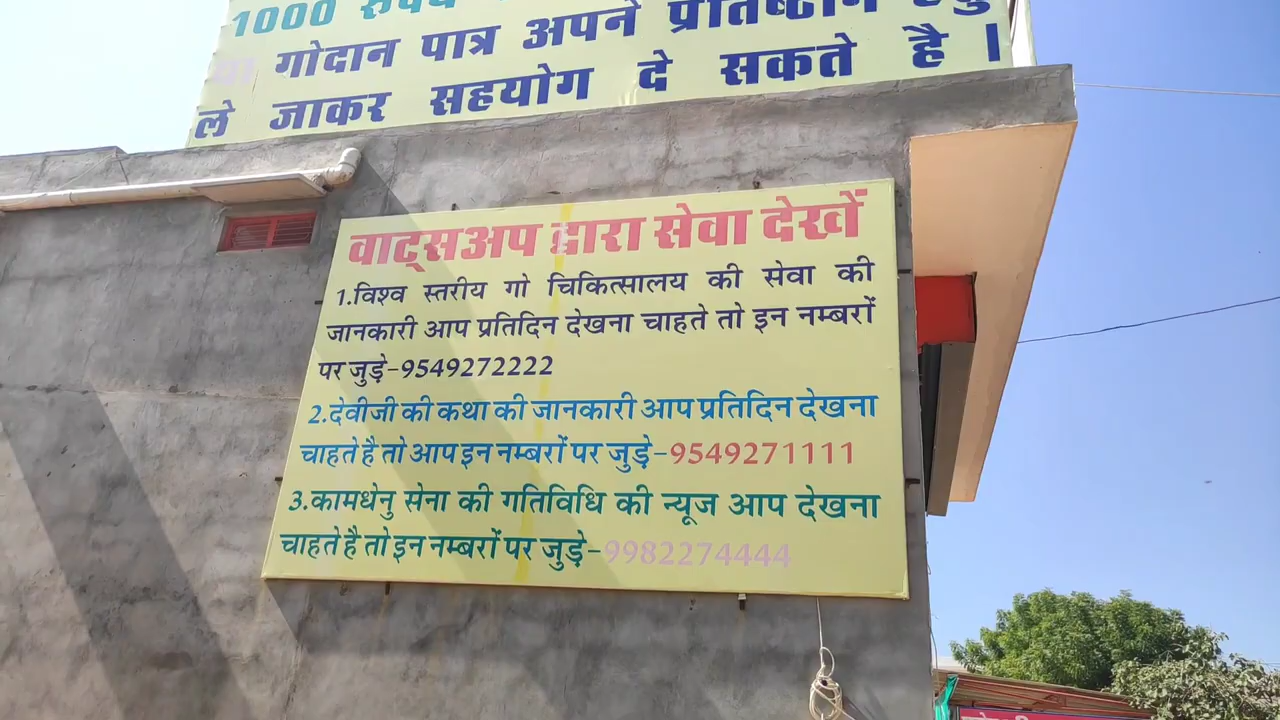 1000 रुपये
गोदान पात्र अपने प्रतिष्ठान हेतु
ले जाकर सहयोग दे सकते है ।
वाट्सअप द्वारा सेवा देखें
1.विश्व स्तरीय गो चिकित्सालय की सेवा की
जानकारी आप प्रतिदिन देखना चाहते तो इन नम्बरों
पर जुड़े-9549272222
2.देवीजी की कथा की जानकारी आप प्रतिदिन देखना
चाहते है तो आप इन नम्बरों पर जुड़े-9549271111
3.कामधेनु सेना की गतिविधि की न्यूज आप देखना
चाहते है तो इन नम्बरों पर जुड़े-9982274444